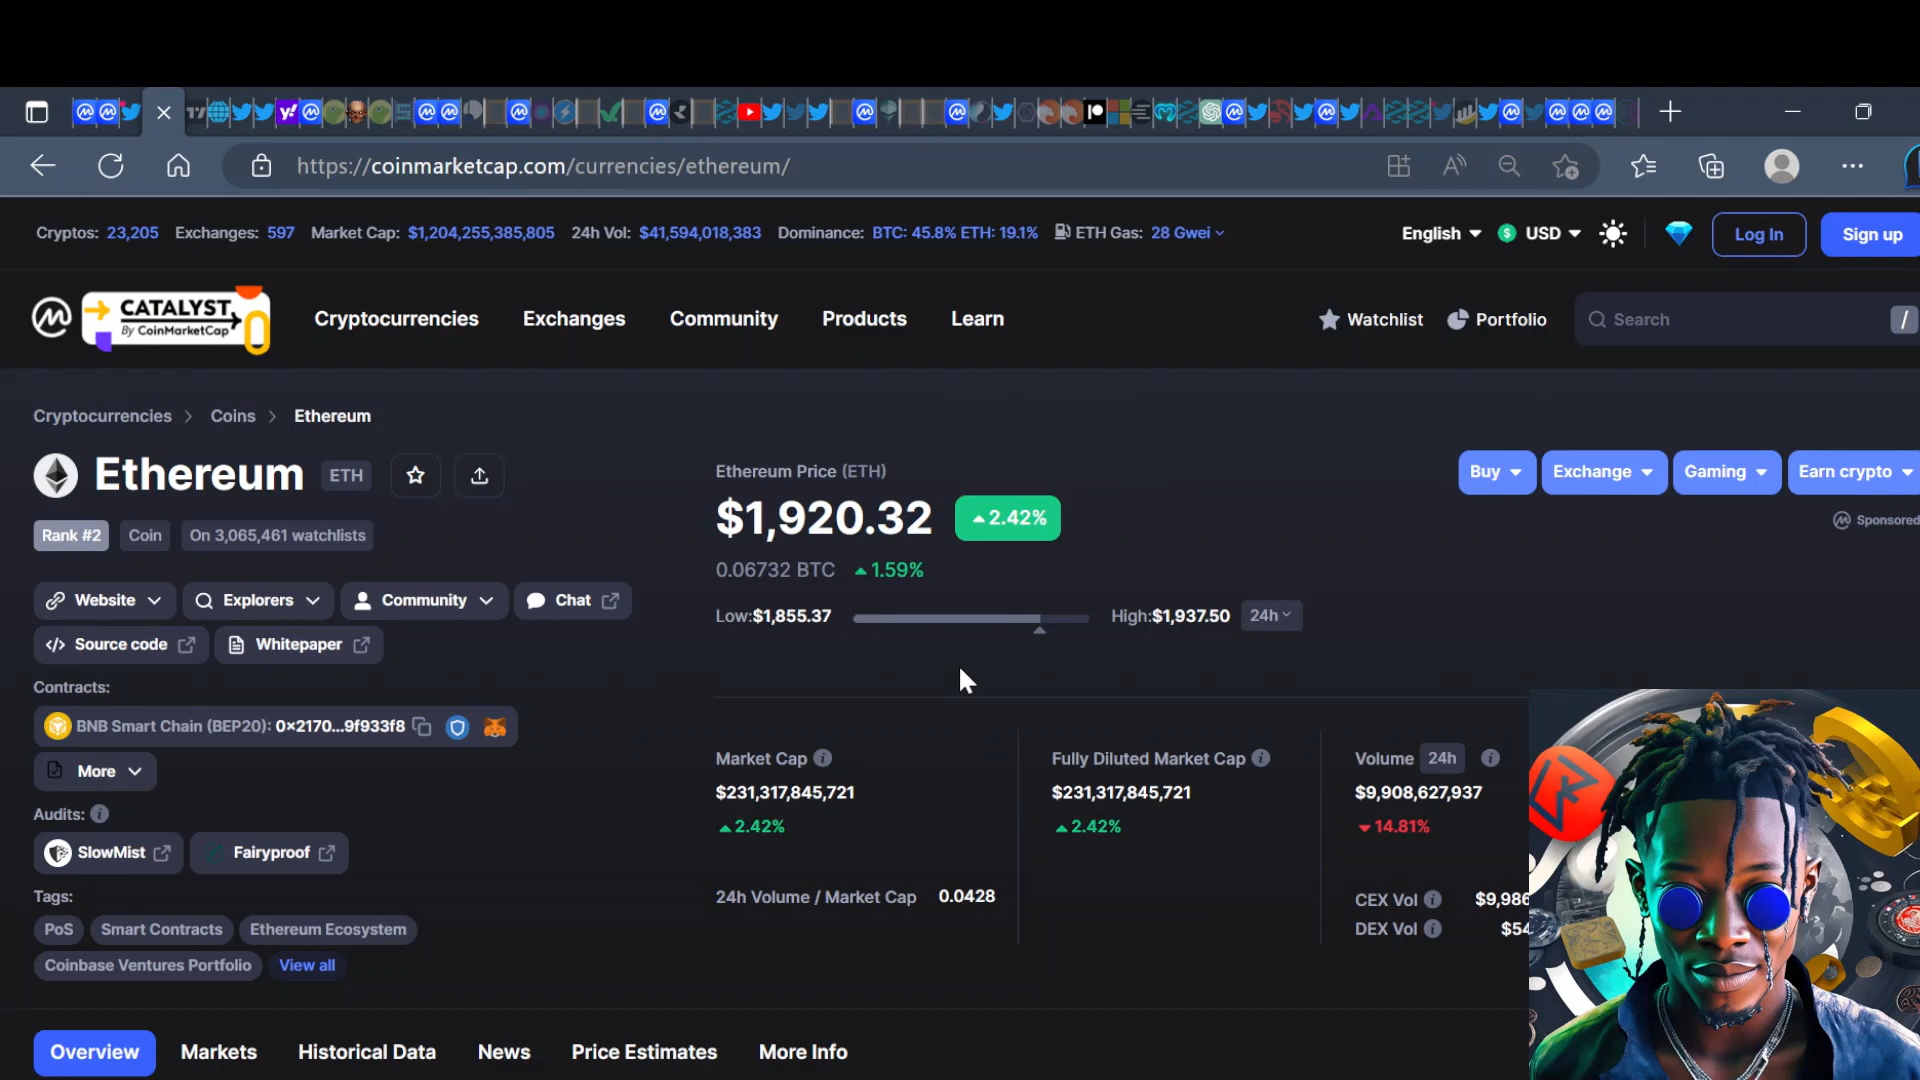 https://coinmarketcap.com/currencies/ethereum/
Cryptos: 23,205 Exchanges: 597 Market Cap: $1,204,255,385,805 24h Vol: $41,594,018,383 Dominance: BTC: 45.8% ETH: 19.1% ETH Gas: 28 Gwei English USD Log In Sign up
CATALYST
By CoinMarketCap
Cryptocurrencies Exchanges Community Products Learn Watchlist Portfolio Search /
Cryptocurrencies > Coins > Ethereum
Ethereum ETH
Rank #2 Coin On 3,065,461 watchlists
Website Explorers Community Chat
Source code Whitepaper
Contracts:
BNB Smart Chain (BEP20): 0x2170...9f933f8
More
Audits:
SlowMist Fairyproof
Tags:
PoS Smart Contracts Ethereum Ecosystem
Coinbase Ventures Portfolio View all
Ethereum Price (ETH)
$1,920.32 2.42%
0.06732 BTC 1.59%
Low:$1,855.37 High:$1,937.50 24h
Buy Exchange Gaming Earn crypto
Sponsored
Market Cap
$231,317,845,721
2.42%
24h Volume / Market Cap 0.0428
Fully Diluted Market Cap
$231,317,845,721
2.42%
Volume 24h
$9,908,627,937
14.81%
CEX Vol $9,986
DEX Vol $54
Overview Markets Historical Data News Price Estimates More Info